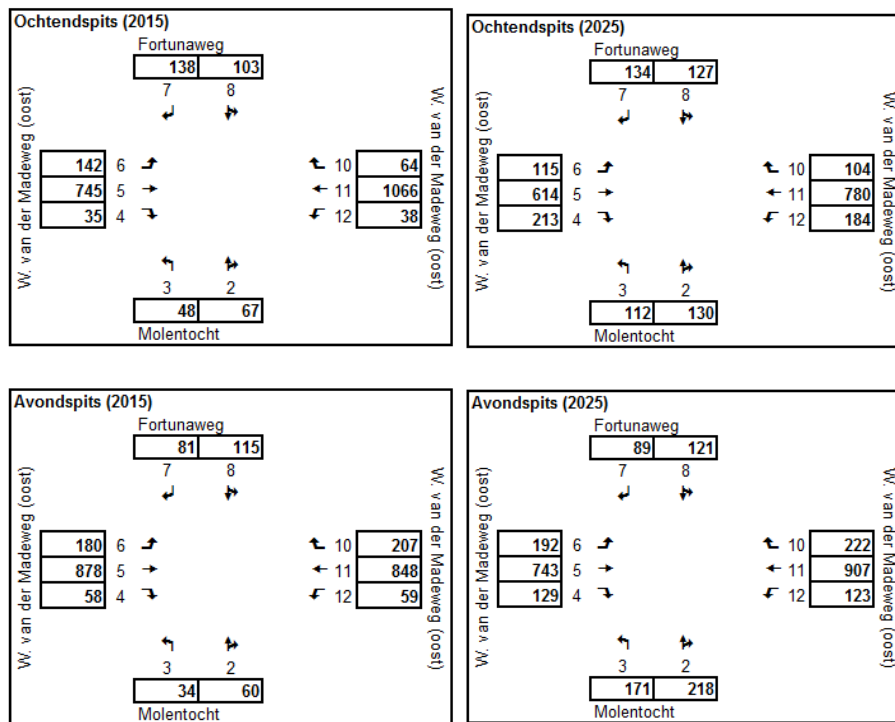 Ochtendspits (2015)
Fortunaweg
138 103
7 8
W. van der Madeweg (oost)
142 6 10 64
745 5 11 1066
35 4 12 38
W. van der Madeweg (oost)
3 2
48 67
Molentocht
Ochtendspits (2025)
Fortunaweg
134 127
7 8
W. van der Madeweg (oost)
115 6 10 104
614 5 11 780
213 4 12 184
W. van der Madeweg (oost)
3 2
112 130
Molentocht
Avondspits (2015)
Fortunaweg
81 115
7 8
W. van der Madeweg (oost)
180 6 10 207
878 5 11 848
58 4 12 59
W. van der Madeweg (oost)
3 2
34 60
Molentocht
Avondspits (2025)
Fortunaweg
89 121
7 8
W. van der Madeweg (oost)
192 6 10 222
743 5 11 907
129 4 12 123
W. van der Madeweg (oost)
3 2
171 218
Molentocht